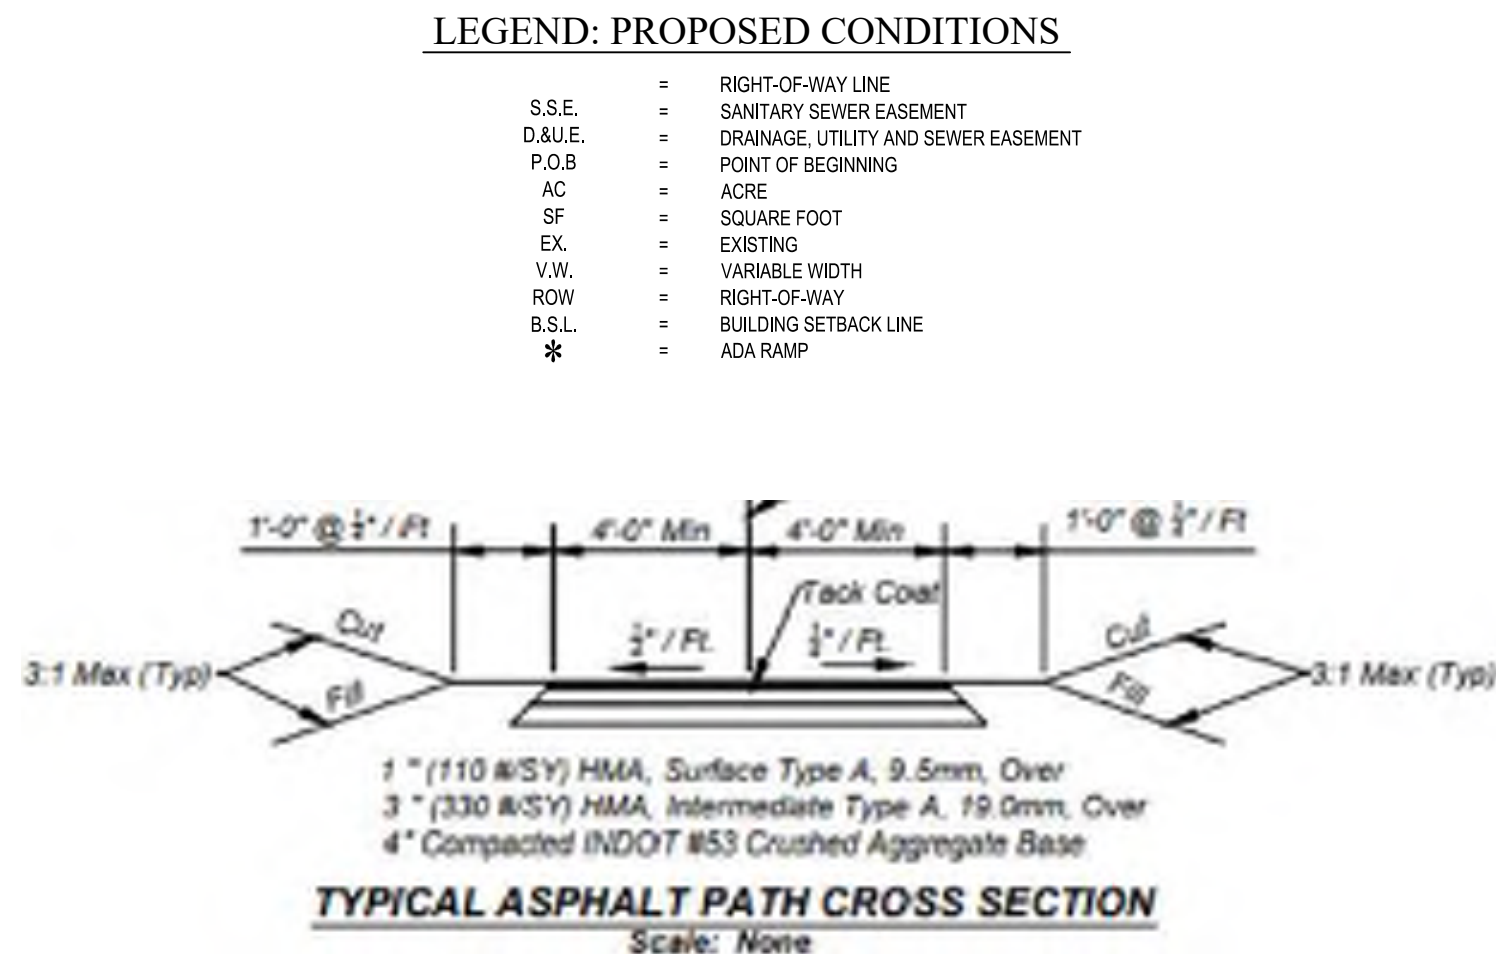 LEGEND: PROPOSED CONDITIONS
= RIGHT-OF-WAY LINE
S.S.E. = SANITARY SEWER EASEMENT
D.&U.E. = DRAINAGE, UTILITY AND SEWER EASEMENT
P.O.B = POINT OF BEGINNING
AC = ACRE
SF = SQUARE FOOT
EX. = EXISTING
V.W. = VARIABLE WIDTH
ROW = RIGHT-OF-WAY
B.S.L. = BUILDING SETBACK LINE
* = ADA RAMP
1'-0" @ ½" / Ft 4'-0" Min 4'-0" Min 1'-0" @ ½" / Ft
Tack Coat
Cut ½" / Ft. ½" / Ft. Cut
3:1 Max (Typ) 3:1 Max (Typ)
Fill Fill
1 " (110 #/SY) HMA, Surface Type A, 9.5mm, Over
3 " (330 #/SY) HMA, Intermediate Type A, 19.0mm, Over
4" Compacted INDOT #53 Crushed Aggregate Base
TYPICAL ASPHALT PATH CROSS SECTION
Scale: None